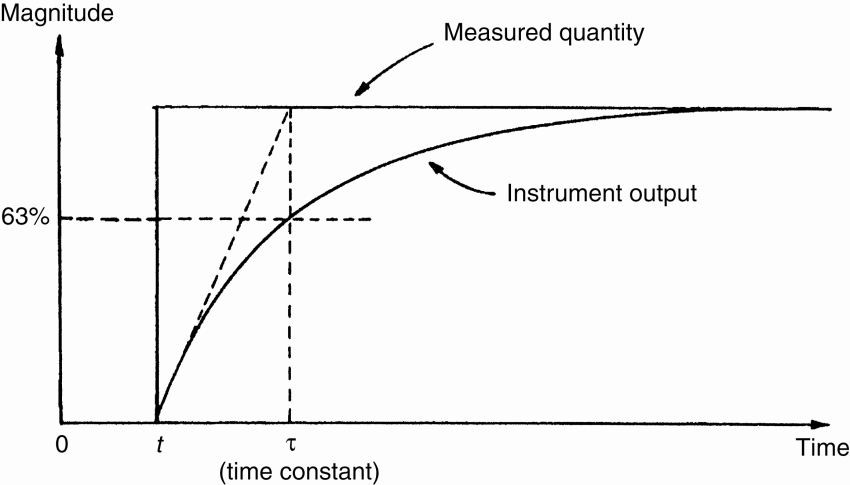 Magnitude
Measured quantity
Instrument output
63%
0
t
τ
Time
(time constant)